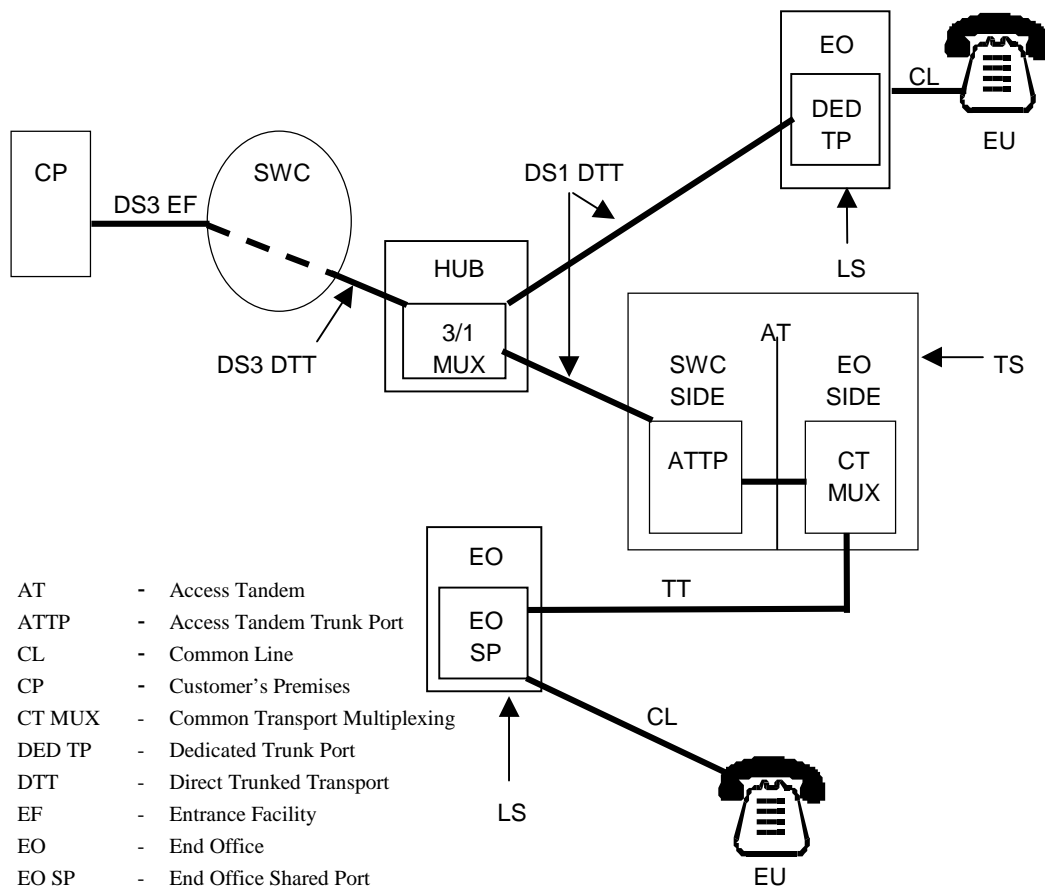 EO
CL
DED
TP
EU
CP
SWC
DS1 DTT
DS3 EF
HUB
LS
3/1
MUX
DS3 DTT
AT
TS
SWC
SIDE
EO
SIDE
ATTP
CT
MUX
EO
TT
EO
SP
CL
LS
EU
AT - Access Tandem
ATTP - Access Tandem Trunk Port
CL - Common Line
CP - Customer's Premises
CT MUX - Common Transport Multiplexing
DED TP - Dedicated Trunk Port
DTT - Direct Trunked Transport
EF - Entrance Facility
EO - End Office
EO SP - End Office Shared Port